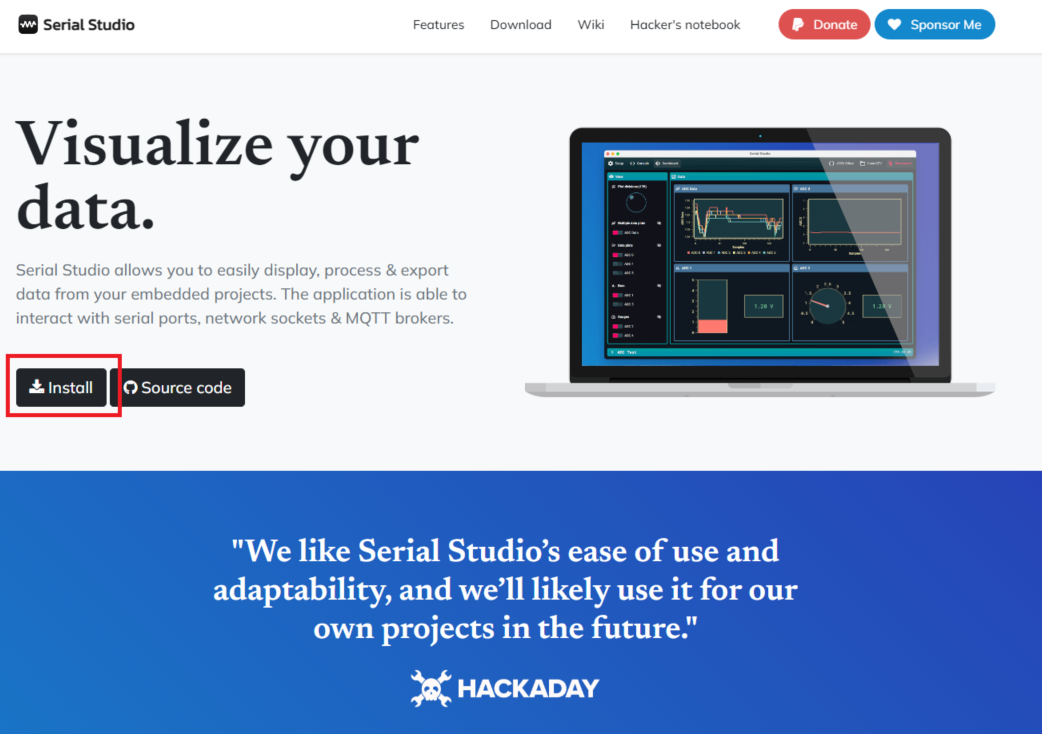 Serial Studio
Features Download Wiki Hacker's notebook Donate Sponsor Me
Visualize your
data.
Serial Studio allows you to easily display, process & export
data from your embedded projects. The application is able to
interact with serial ports, network sockets & MQTT brokers.
Install Source code
"We like Serial Studio’s ease of use and
adaptability, and we’ll likely use it for our
own projects in the future."
HACKADAY